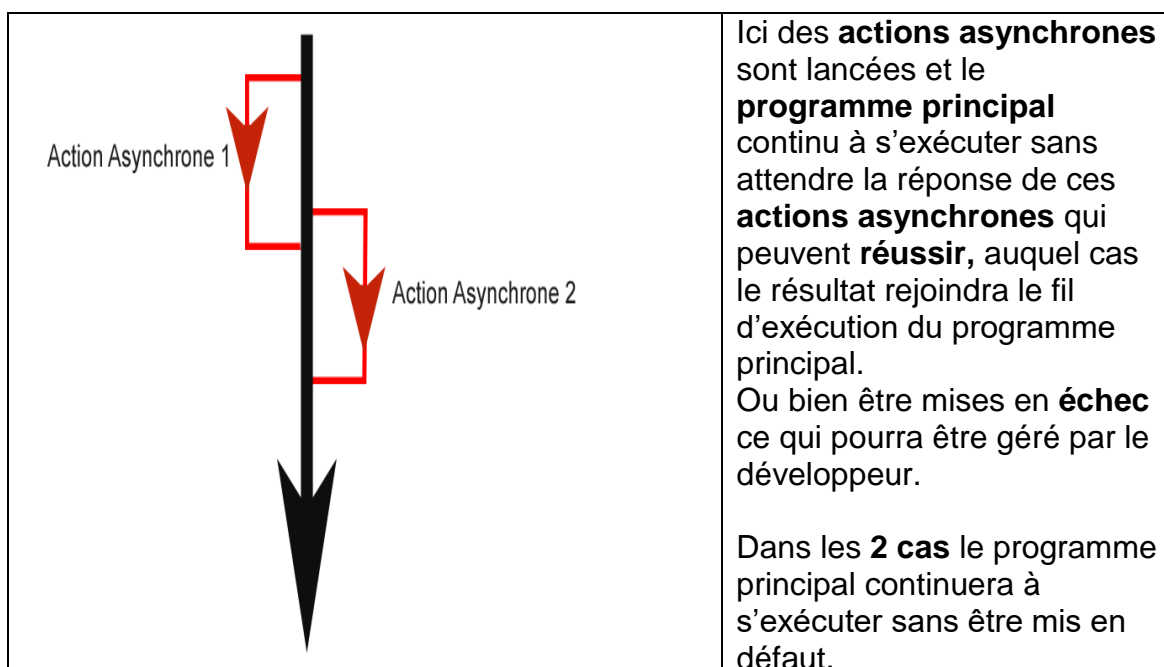 Action Asynchrone 1
Action Asynchrone 2
Ici des actions asynchrones
sont lancées et le
programme principal
continu à s’exécuter sans
attendre la réponse de ces
actions asynchrones qui
peuvent réussir, auquel cas
le résultat rejoindra le fil
d’exécution du programme
principal.
Ou bien être mises en échec
ce qui pourra être géré par le
développeur.
Dans les 2 cas le programme
principal continuera à
s’exécuter sans être mis en
défaut.